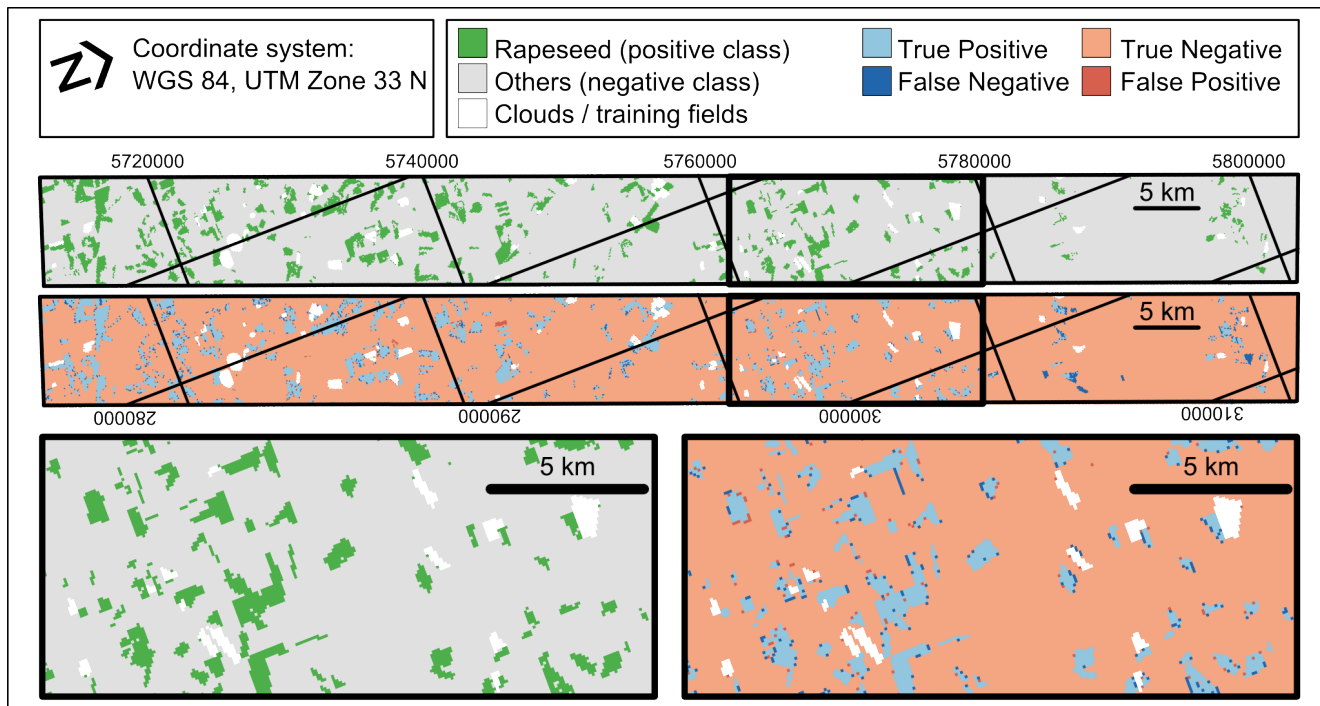 N
Coordinate system:
WGS 84, UTM Zone 33 N
Rapeseed (positive class)
Others (negative class)
Clouds / training fields
True Positive
False Negative
True Negative
False Positive
5720000 5740000 5760000 5780000 5800000
5 km
5 km
280000 290000 300000 310000
5 km
5 km